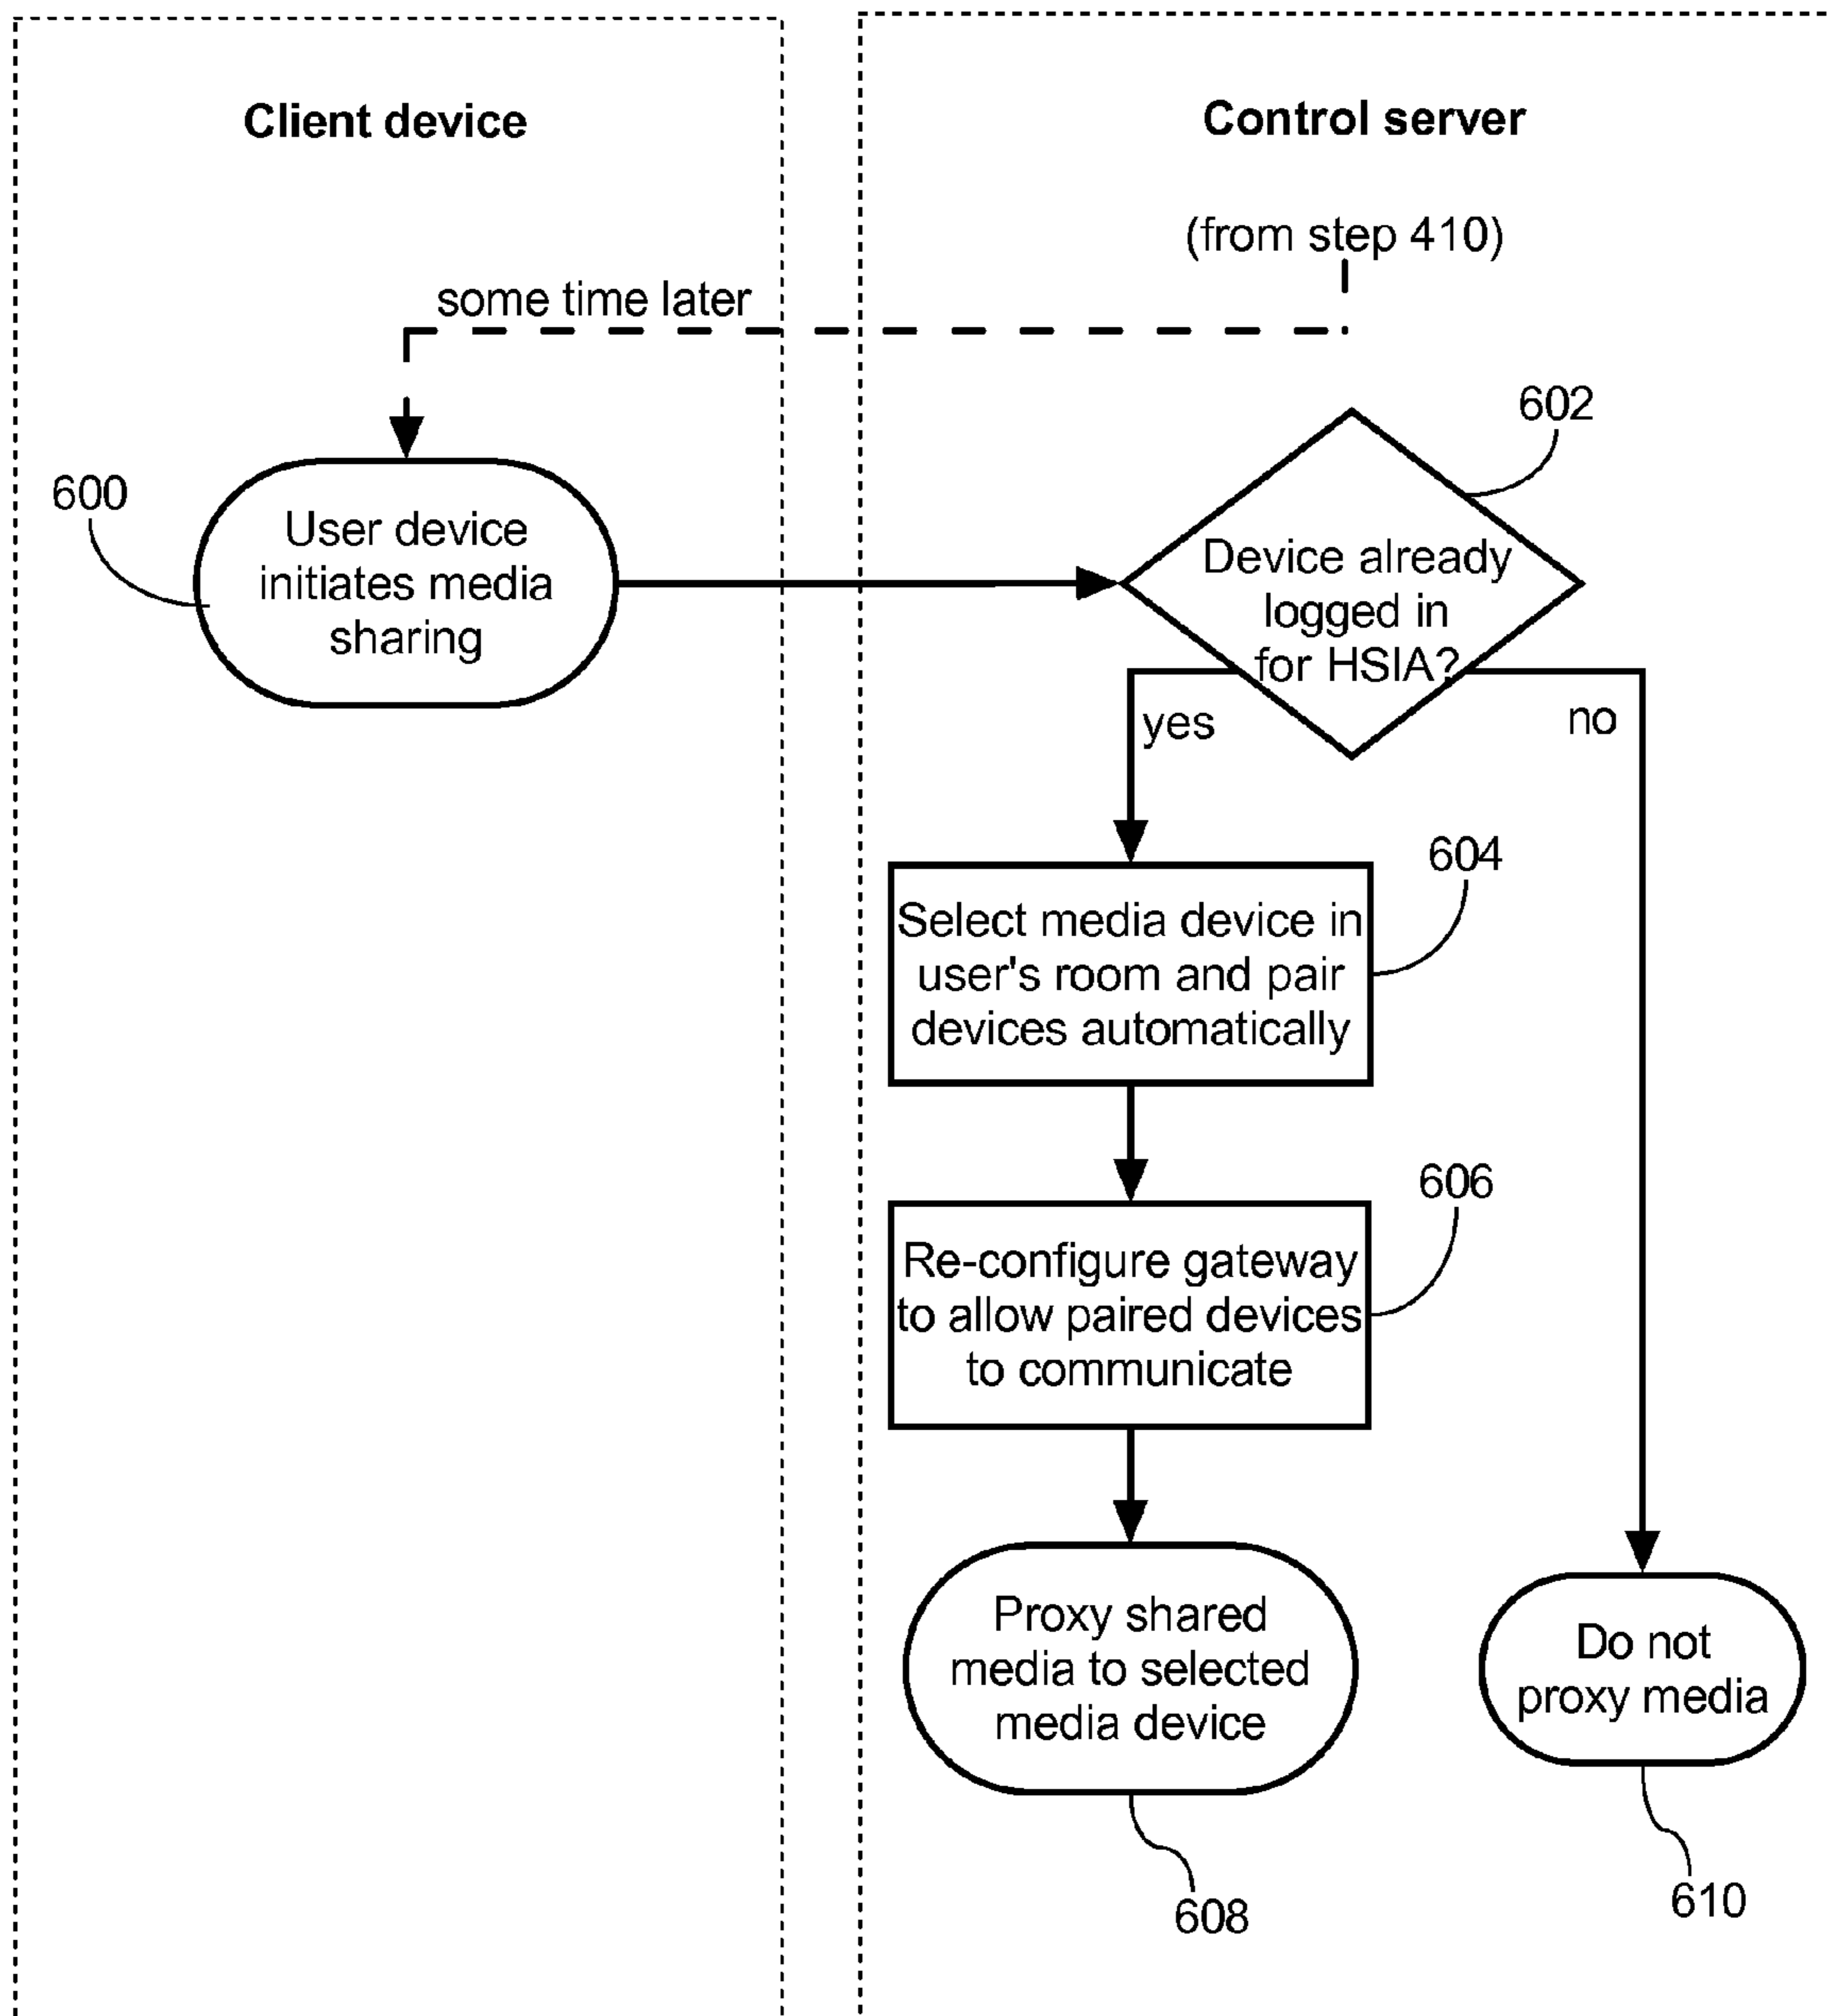 Client device
Control server
(from step 410)
some time later
602
600
User device
initiates media
sharing
Device already
logged in
for HSIA?
yes
no
604
Select media device in
user's room and pair
devices automatically
606
Re-configure gateway
to allow paired devices
to communicate
Proxy shared
media to selected
media device
Do not
proxy media
608
610